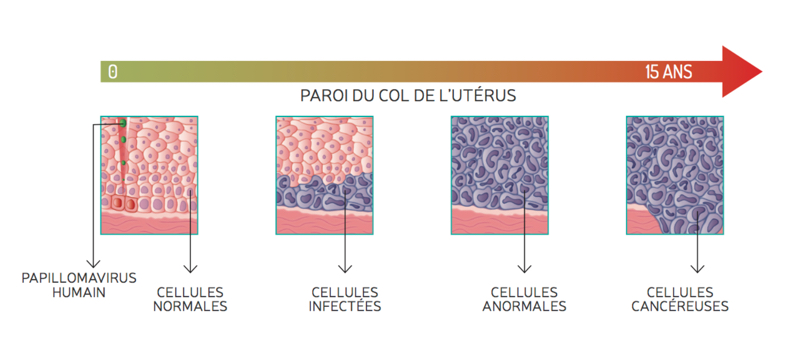 0
15 ANS
PAROI DU COL DE L'UTÉRUS
PAPILLOMAVIRUS
HUMAIN
CELLULES
NORMALES
CELLULES
INFECTÉES
CELLULES
ANORMALES
CELLULES
CANCÉREUSES